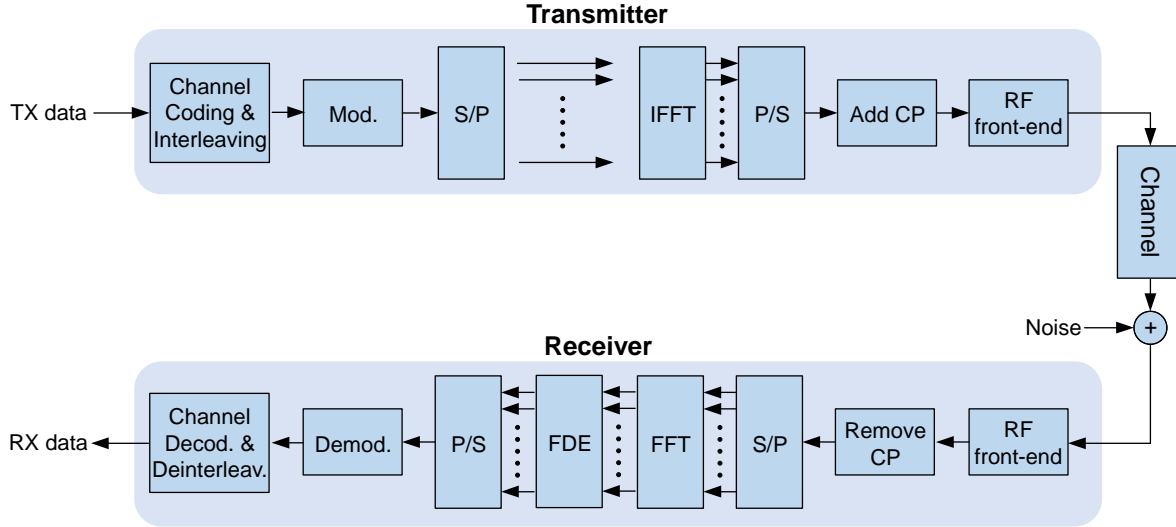 Transmitter
TX data
Channel
Coding &
Interleaving
Mod.
S/P
IFFT
P/S
Add CP
RF
front-end
Channel
Noise
+
Receiver
RX data
Channel
Decod. &
Deinterleav.
Demod.
P/S
FDE
FFT
S/P
Remove
CP
RF
front-end